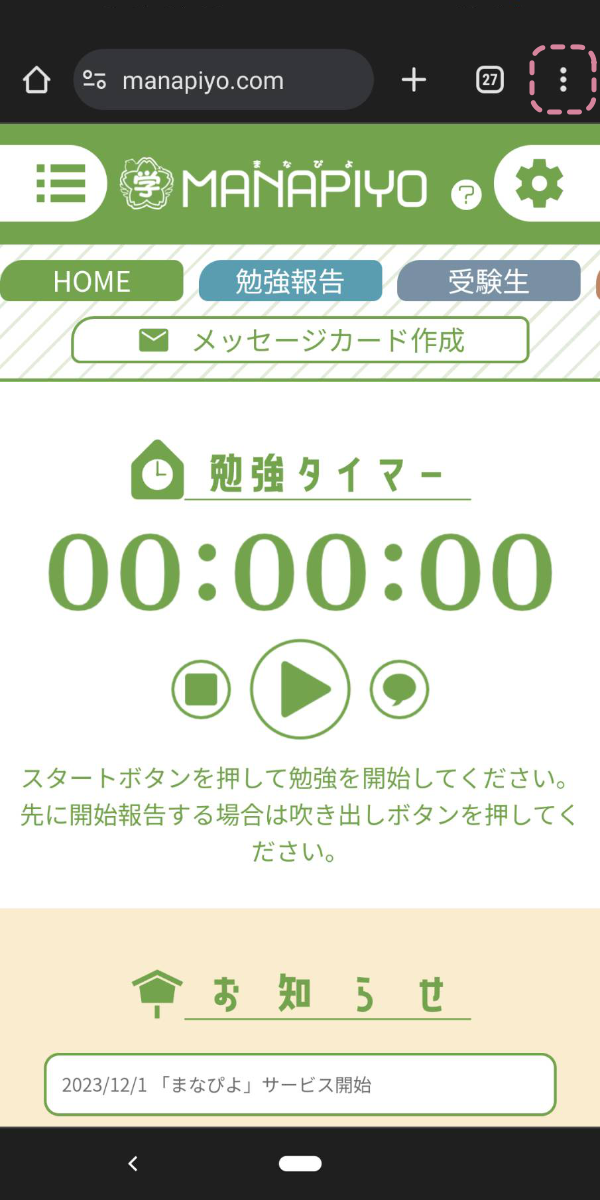 manapiyo.com
27
まなぴよ
学 MANAPIYO ?
HOME 勉強報告 受験生
メッセージカード作成
勉強タイマー
00:00:00
スタートボタンを押して勉強を開始してください。
先に開始報告する場合は吹き出しボタンを押してく
ださい。
お知らせ
2023/12/1 「まなぴよ」サービス開始